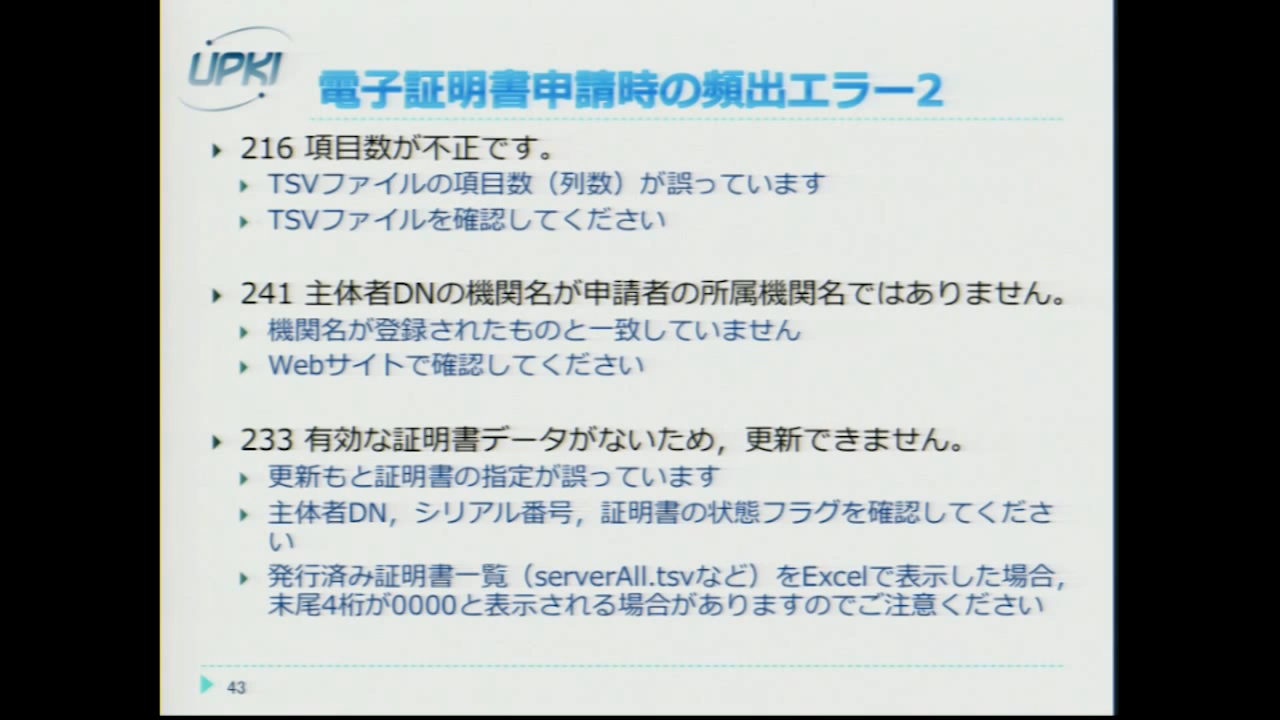 UPKI
電子証明書申請時の頻出エラー2
216 項目数が不正です。
TSVファイルの項目数（列数）が誤っています
TSVファイルを確認してください
241 主体者DNの機関名が申請者の所属機関名ではありません。
機関名が登録されたものと一致していません
Webサイトで確認してください
233 有効な証明書データがないため，更新できません。
更新もと証明書の指定が誤っています
主体者DN，シリアル番号，証明書の状態フラグを確認してくださ
い
発行済み証明書一覧（serverAll.tsvなど）をExcelで表示した場合，
末尾4桁が0000と表示される場合がありますのでご注意ください
43